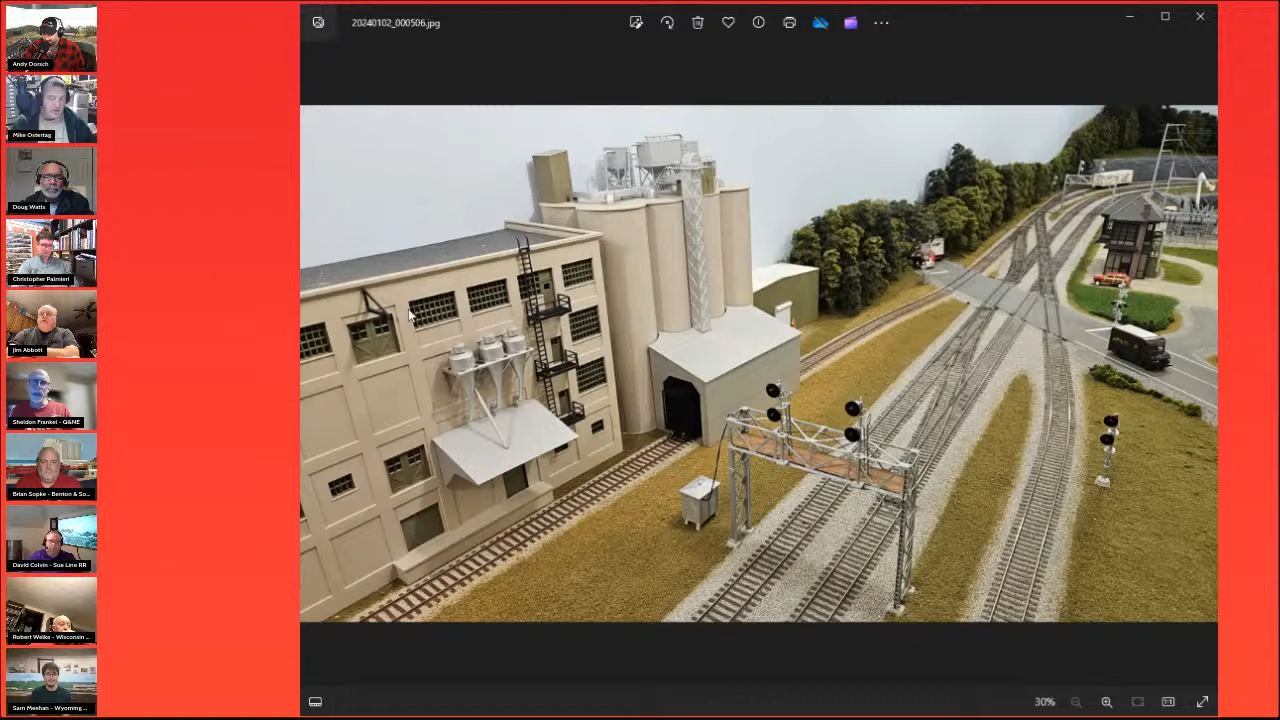 20240102_000506.jpg
Andy Dorsch
Mike Ostertag
Doug Watts
Christopher Palmieri
Jim Abbott
Sheldon Frankel - G&NE
Brian Sopke - Benton & So...
David Colvin - Sue Line RR
Robert Welke - Wisconsin ...
Sam Meehan - Wyoming ...
30%